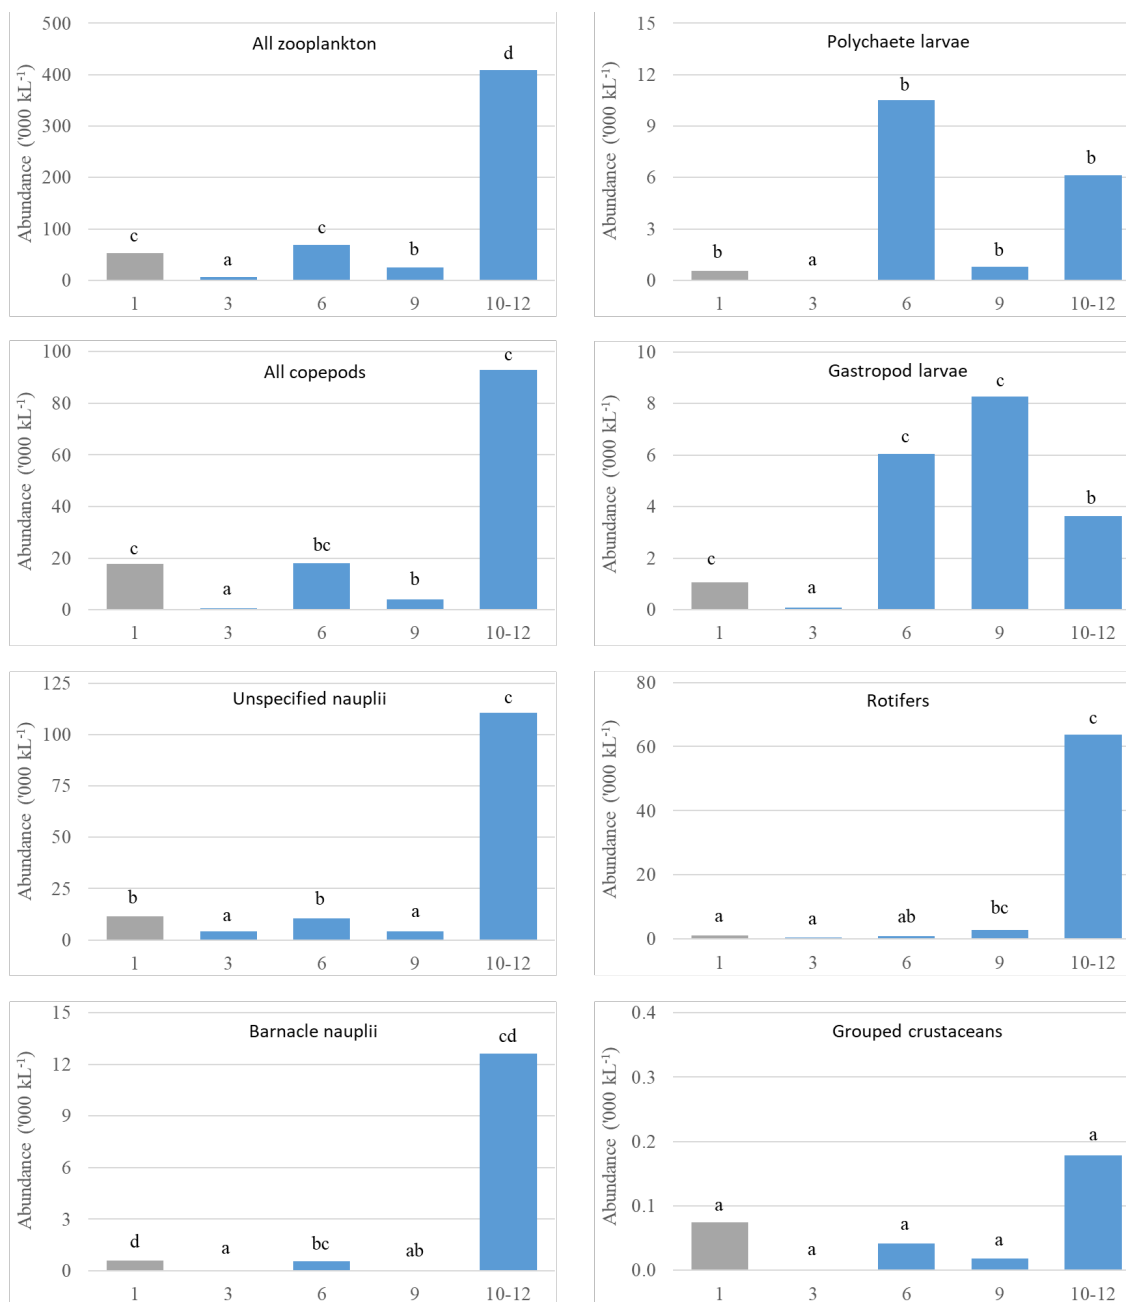 All zooplankton
Abundance ('000 kL⁻¹)
500
400
300
200
100
0
c
a
c
b
d
1 3 6 9 10-12
Polychaete larvae
Abundance ('000 kL⁻¹)
15
12
9
6
3
0
b
a
b
b
b
1 3 6 9 10-12
All copepods
Abundance ('000 kL⁻¹)
100
80
60
40
20
0
c
a
bc
b
c
1 3 6 9 10-12
Gastropod larvae
Abundance ('000 kL⁻¹)
10
8
6
4
2
0
c
a
c
c
b
1 3 6 9 10-12
Unspecified nauplii
Abundance ('000 kL⁻¹)
125
100
75
50
25
0
b
a
b
a
c
1 3 6 9 10-12
Rotifers
Abundance ('000 kL⁻¹)
80
60
40
20
0
a
a
ab
bc
c
1 3 6 9 10-12
Barnacle nauplii
Abundance ('000 kL⁻¹)
15
12
9
6
3
0
d
a
bc
ab
cd
1 3 6 9 10-12
Grouped crustaceans
Abundance ('000 kL⁻¹)
0.4
0.3
0.2
0.1
0.0
a
a
a
a
a
1 3 6 9 10-12